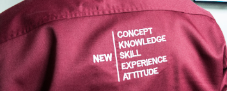 CONCEPT
KNOWLEDGE
NEW SKILL
EXPERIENCE
ATTITUDE